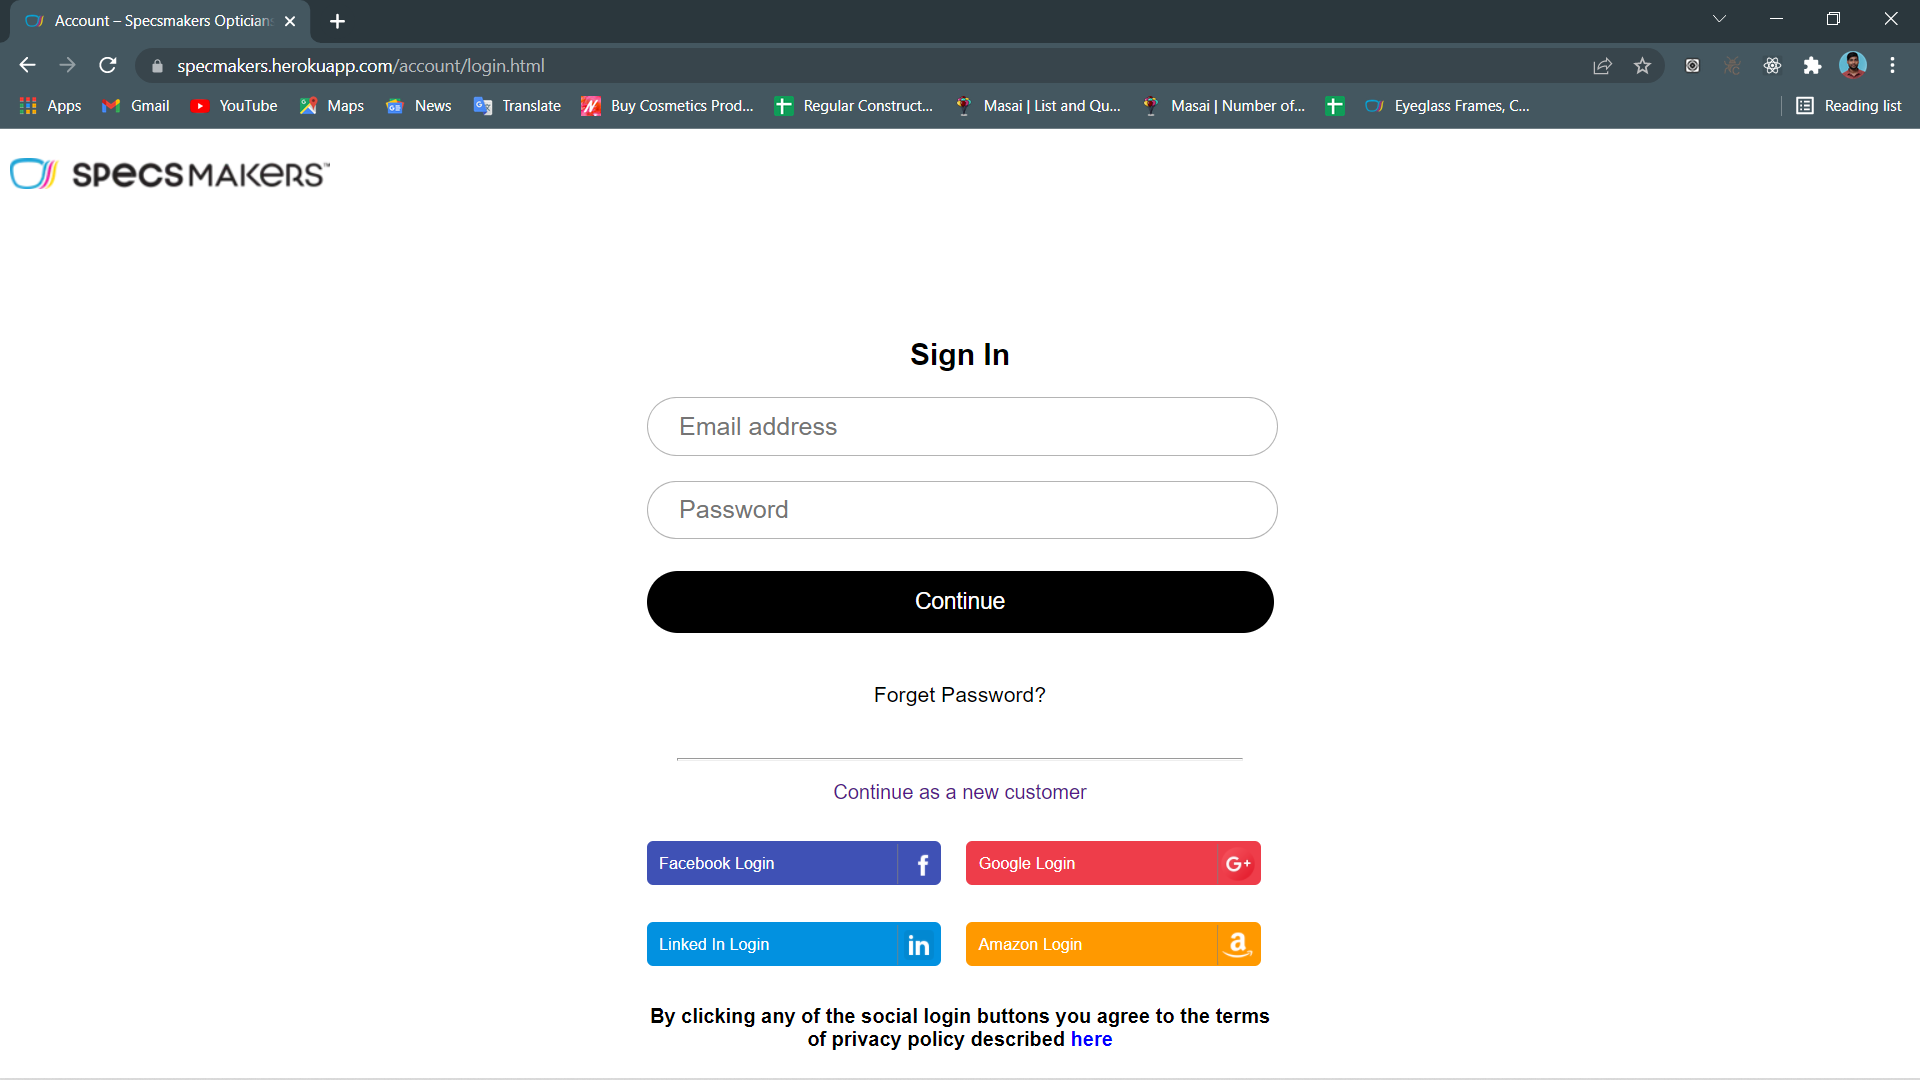 Account – Specsmakers Optician
specmakers.herokuapp.com/account/login.html
Apps Gmail YouTube Maps News Translate Buy Cosmetics Prod... Regular Construct... Masai | List and Qu... Masai | Number of... Eyeglass Frames, C... Reading list
SPECSMAKERS™
Sign In
Email address
Password
Continue
Forget Password?
Continue as a new customer
Facebook Login f Google Login G+
Linked In Login in Amazon Login a
By clicking any of the social login buttons you agree to the terms
of privacy policy described here